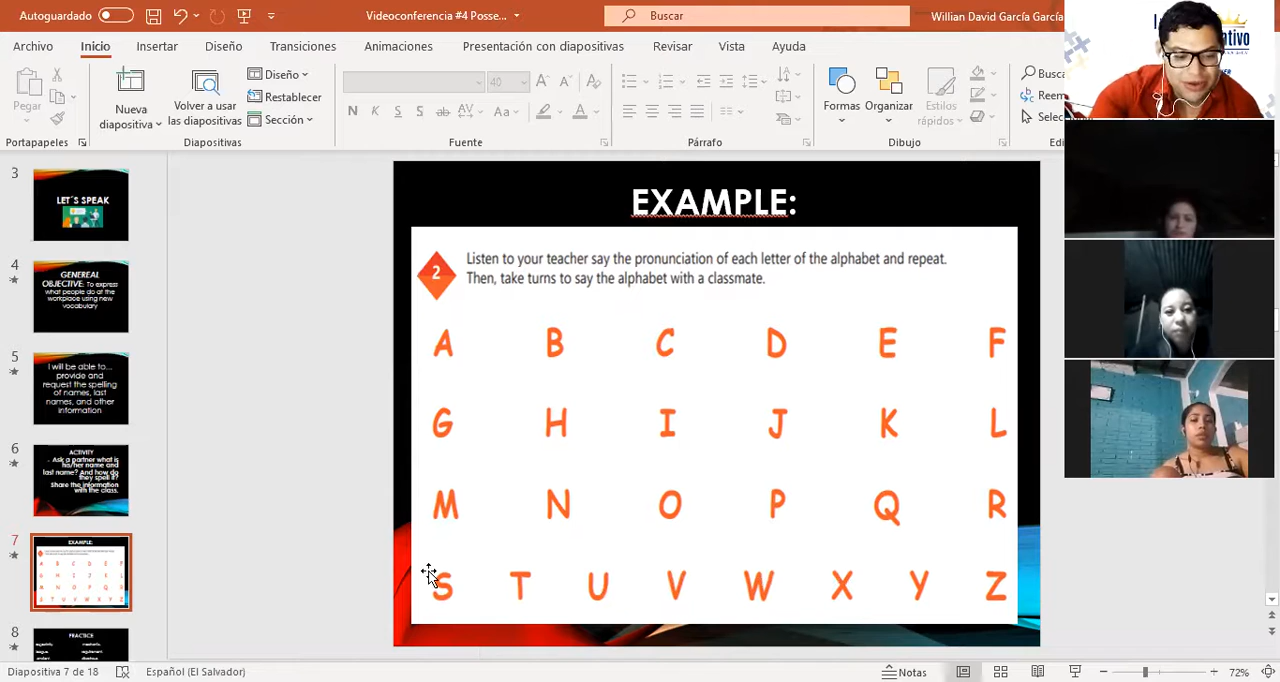 Autoguardado
Videoconferencia #4 Posse...
Buscar
Willian David García García
Archivo Inicio Insertar Diseño Transiciones Animaciones Presentación con diapositivas Revisar Vista Ayuda
Pegar
Nueva
diapositiva
Volver a usar
las diapositivas
Diseño
Restablecer
Sección
40
N K S S ab AV Aa A
Formas Organizar Estilos
rápidos
Busca
Reem
Selec
Portapapeles Diapositivas Fuente Párrafo Dibujo
3
LET´S SPEAK
4
GENEREAL
OBJECTIVE: To express
what people do at the
workplace using new
vocabulary
5
I will be able to...
provide and
request the spelling
of names, last
names, and other
information
6
ACTIVITY
Ask a partner what is
his/her name and
last name? And how do
they spell it?
Share the information
with the class.
7
EXAMPLE:
8
PRACTICE
EXAMPLE:
2
Listen to your teacher say the pronunciation of each letter of the alphabet and repeat.
Then, take turns to say the alphabet with a classmate.
A B C D E F
G H I J K L
M N O P Q R
S T U V W X Y Z
Diapositiva 7 de 18
Español (El Salvador)
Notas
72%